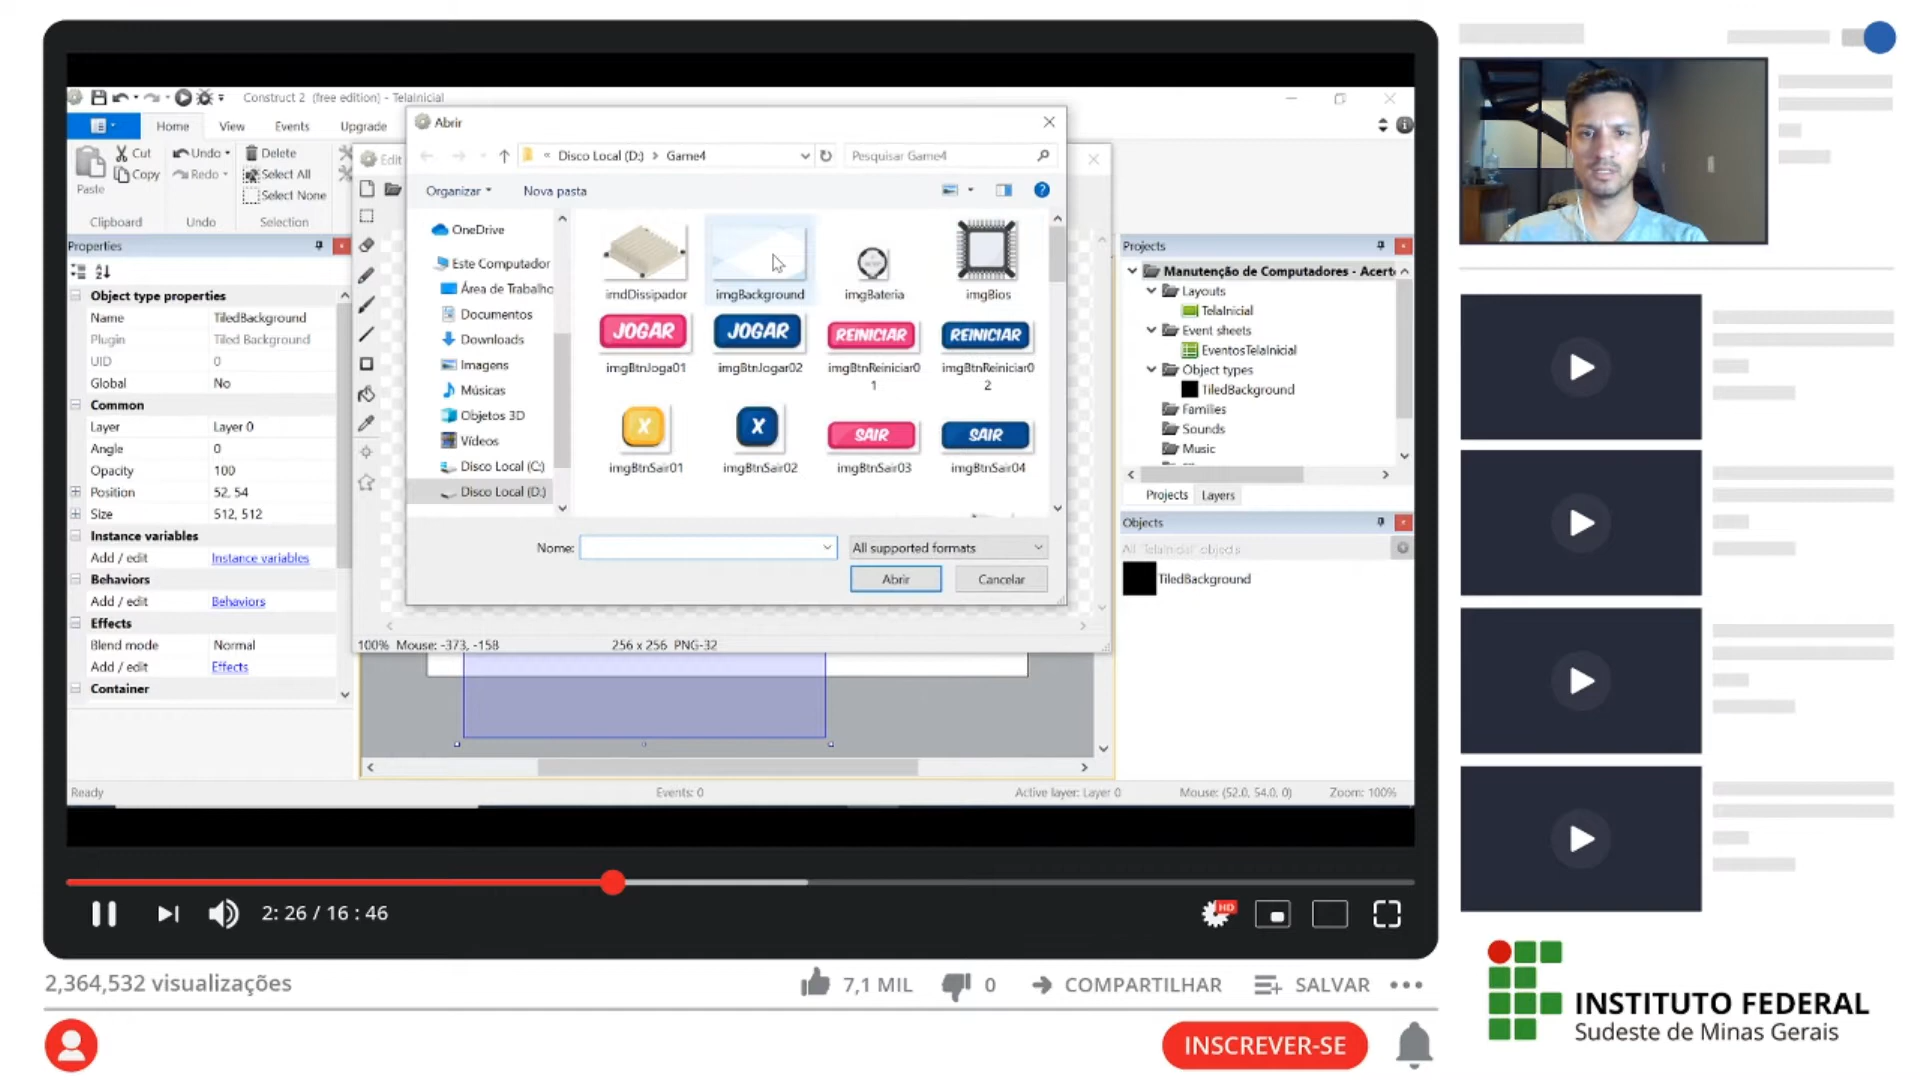 Construct 2 (free edition) - TelaInicial
Home View Events Upgrade
Cut
Copy
Paste
Clipboard
Undo
Redo
Undo
Delete
Select All
Select None
Selection
Properties
Object type properties
Name TiledBackground
Plugin Tiled Background
UID 0
Global No
Common
Layer Layer 0
Angle 0
Opacity 100
Position 52, 54
Size 512, 512
Instance variables
Add / edit Instance variables
Behaviors
Add / edit Behaviors
Effects
Blend mode Normal
Add / edit Effects
Container
Edit
Abrir
« Disco Local (D:) > Game4
Pesquisar Game4
Organizar Nova pasta
OneDrive
Este Computador
Área de Trabalho
Documentos
Downloads
Imagens
Músicas
Objetos 3D
Vídeos
Disco Local (C:)
Disco Local (D:)
imdDissipador imgBackground imgBateria imgBios
JOGAR JOGAR REINICIAR REINICIAR
imgBtnJoga01 imgBtnJogar02 imgBtnReiniciar01 imgBtnReiniciar02
X X SAIR SAIR
imgBtnSair01 imgBtnSair02 imgBtnSair03 imgBtnSair04
Nome:
All supported formats
Abrir Cancelar
100% Mouse: -373, -158 256 x 256 PNG-32
Projects
Manutenção de Computadores - Acert
Layouts
TelaInicial
Event sheets
EventosTelaInicial
Object types
TiledBackground
Families
Sounds
Music
Projects Layers
Objects
All 'TelaInicial' objects
TiledBackground
Ready Events: 0 Active layer: Layer 0 Mouse: (52.0, 54.0, 0) Zoom: 100%
2: 26 / 16 : 46
HD
2,364,532 visualizações
7,1 MIL 0 COMPARTILHAR SALVAR
INSCREVER-SE
INSTITUTO FEDERAL
Sudeste de Minas Gerais